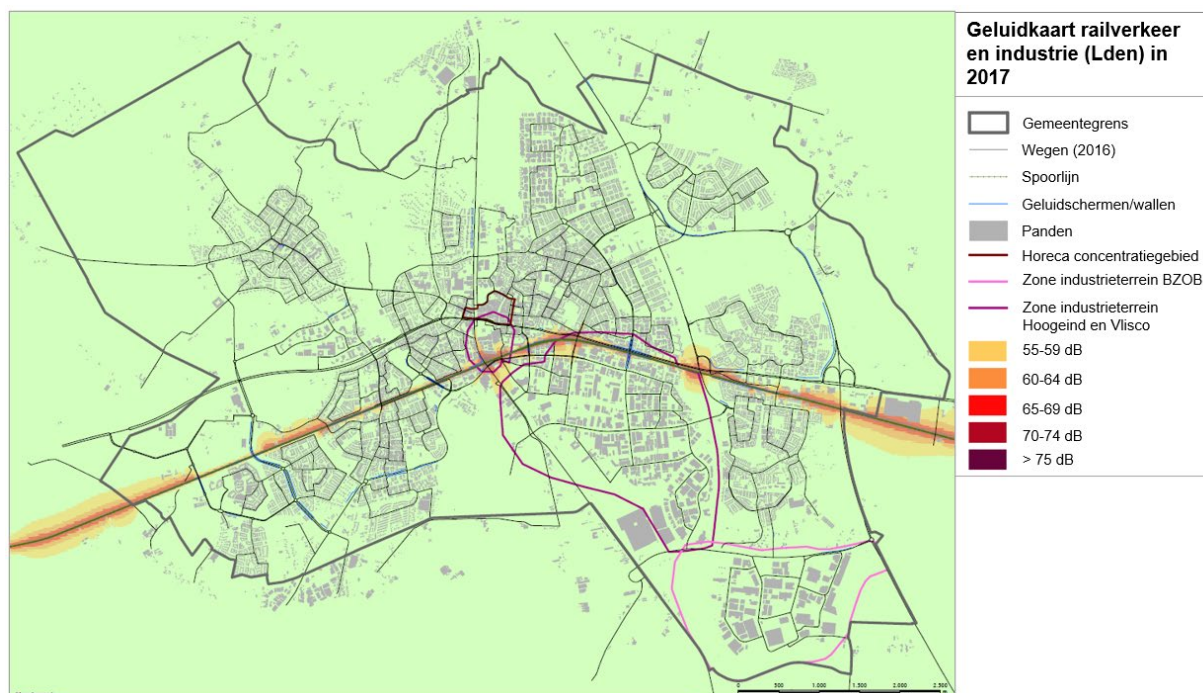 Geluidkaart railverkeer
en industrie (Lden) in
2017
Gemeentegrens
Wegen (2016)
Spoorlijn
Geluidschermen/wallen
Panden
Horeca concentratiegebied
Zone industrieterrein BZOB
Zone industrieterrein
Hoogeind en Vlisco
55-59 dB
60-64 dB
65-69 dB
70-74 dB
> 75 dB
0 500 1.000 1.500 2.000 2.500